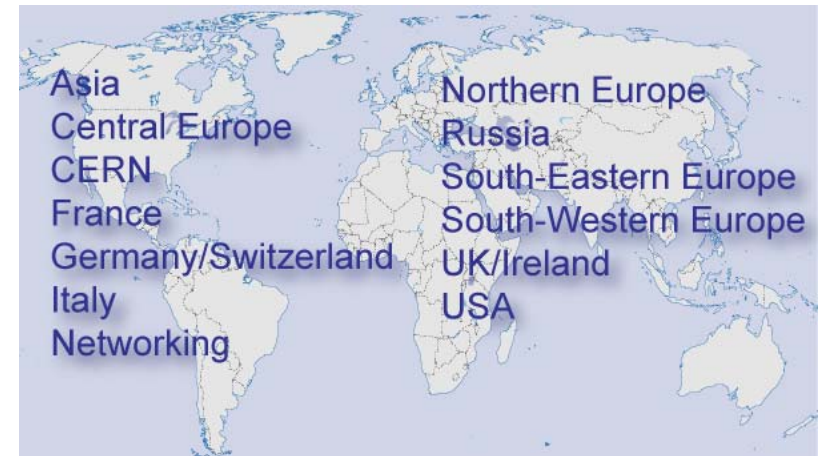 Asia
Central Europe
CERN
France
Germany/Switzerland
Italy
Networking
Northern Europe
Russia
South-Eastern Europe
South-Western Europe
UK/Ireland
USA